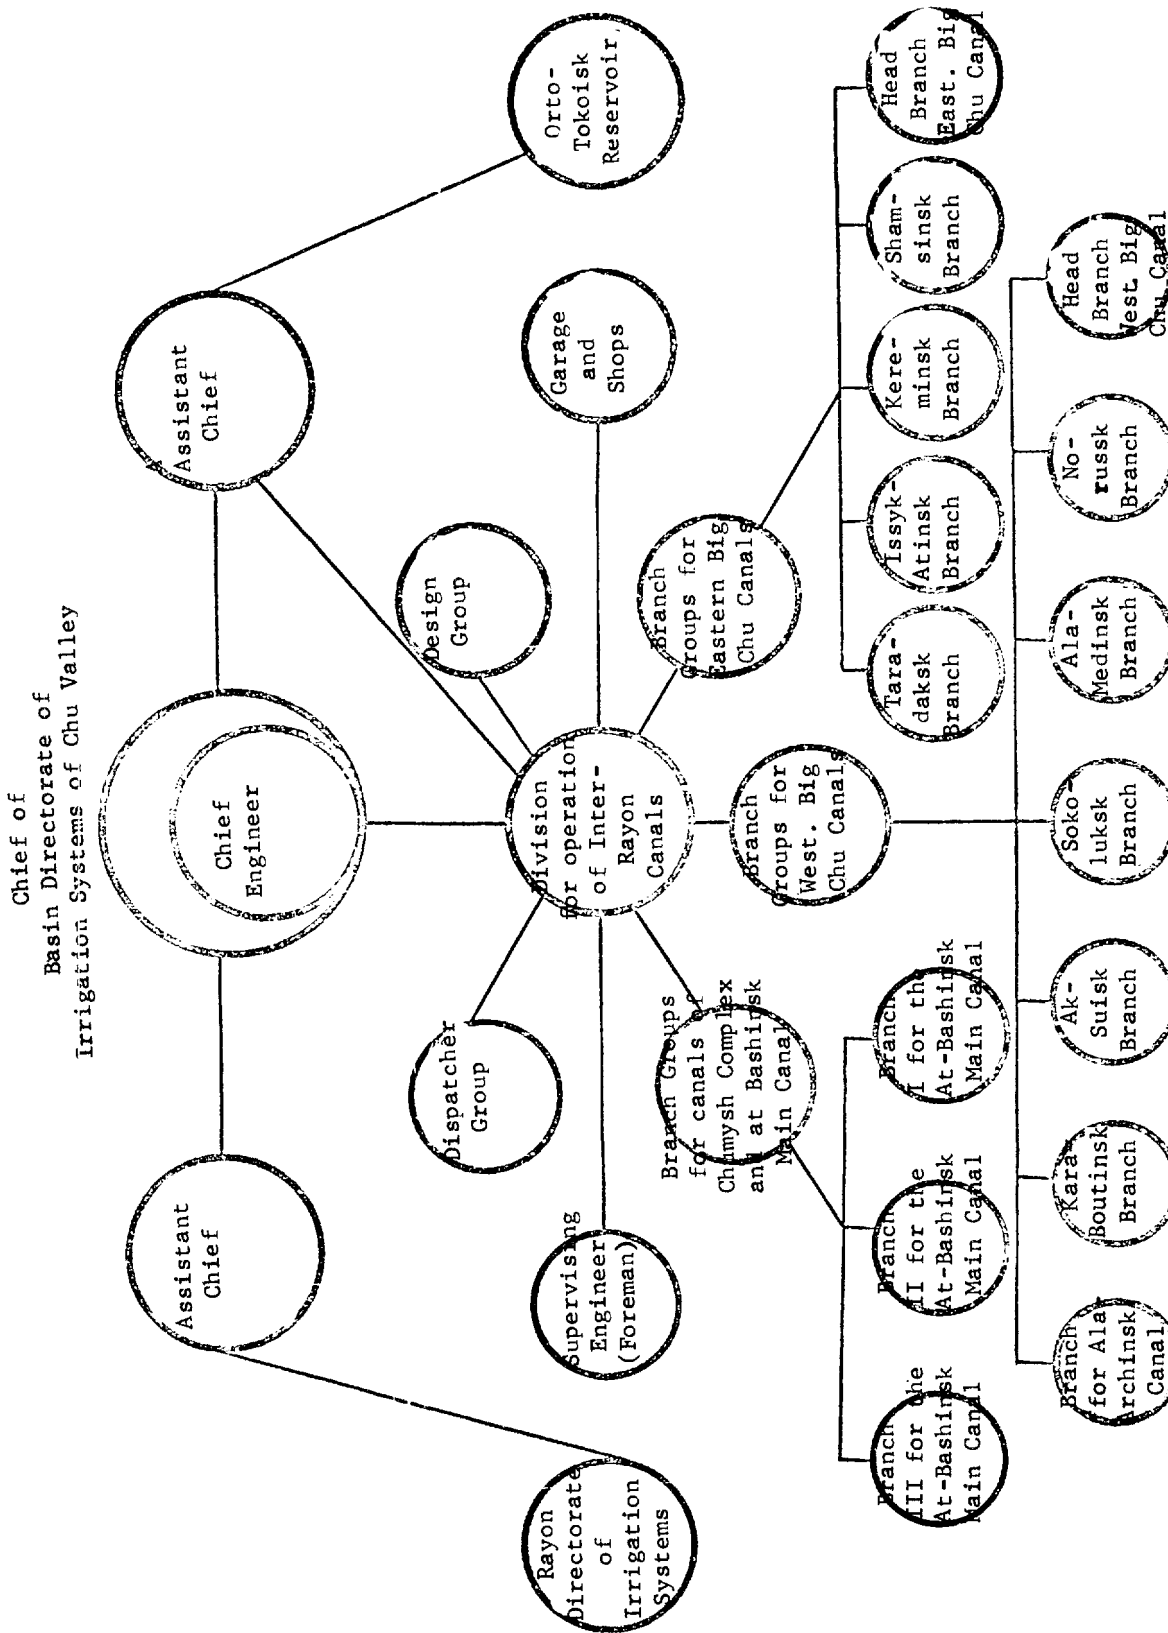 Chief of
Basin Directorate of
Irrigation Systems of Chu Valley
Assistant
Chief
Chief
Engineer
Assistant
Chief
Rayon
Directorate
of
Irrigation
Systems
Supervising
Engineer
(Foreman)
Dispatcher
Group
Division
for operation
of Inter-
Rayon
Canals
Design
Group
Garage
and
Shops
Orto-
Tokoisk
Reservoir
Branch Groups
for canals of
Chumysh Complex
and at Bashinsk
Main Canal
Branch
Groups for
West. Big
Chu Canals
Branch
Groups for
Eastern Big
Chu Canals
Branch
III for the
At-Bashinsk
Main Canal
Branch
II for the
At-Bashinsk
Main Canal
Branch
I for the
At-Bashinsk
Main Canal
Tara-
daksk
Branch
Issyk-
Atinsk
Branch
Kere-
minsk
Branch
Sham-
sinsk
Branch
Head
Branch
East. Big
Chu Canal
Branch
for Ala-
Archinsk
Canal
Kara-
Boutinsk
Branch
Ak-
Suisk
Branch
Soko-
luksk
Branch
Ala-
Medinsk
Branch
No-
russk
Branch
Head
Branch
West. Big
Chu Canal